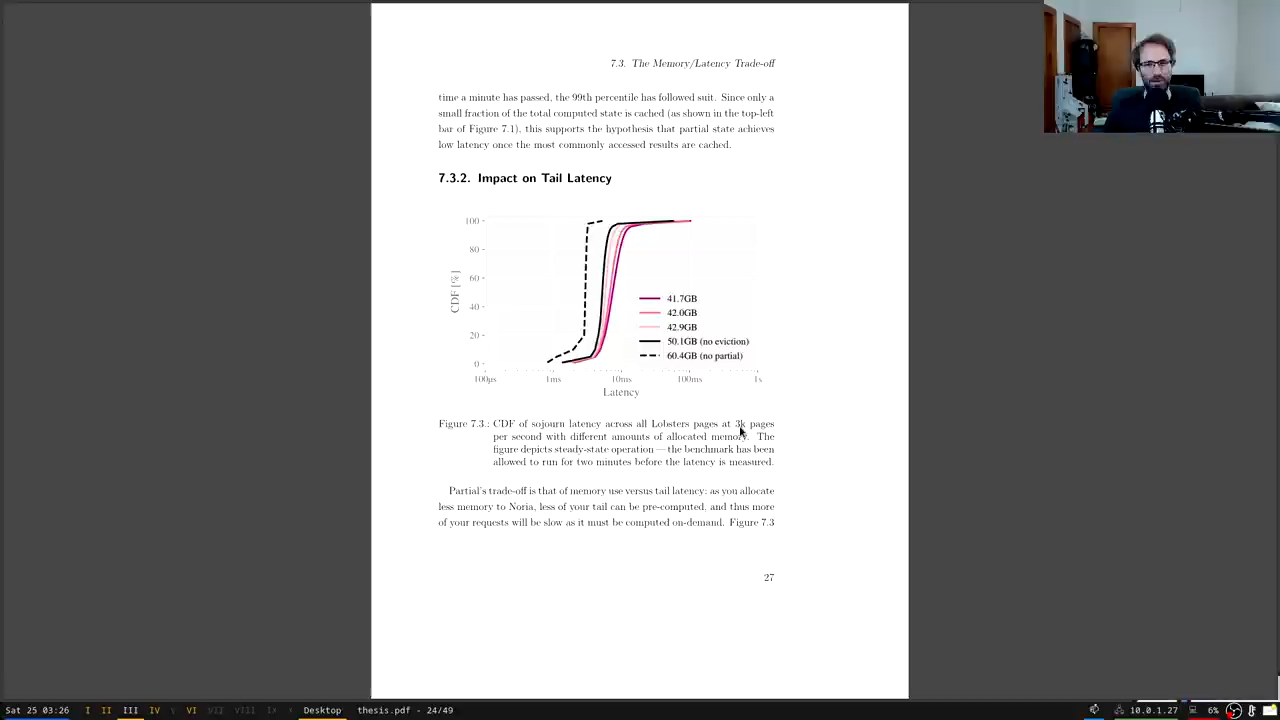 7.3. The Memory/Latency Trade-off
time a minute has passed, the 99th percentile has followed suit. Since only a
small fraction of the total computed state is cached (as shown in the top-left
bar of Figure 7.1), this supports the hypothesis that partial state achieves
low latency once the most commonly accessed results are cached.
7.3.2. Impact on Tail Latency
100
80
60
40
20
0
CDF [%]
41.7GB
42.0GB
42.9GB
50.1GB (no eviction)
60.4GB (no partial)
100µs 1ms 10ms 100ms 1s
Latency
Figure 7.3.: CDF of sojourn latency across all Lobsters pages at 3k pages
per second with different amounts of allocated memory. The
figure depicts steady-state operation — the benchmark has been
allowed to run for two minutes before the latency is measured.
Partial's trade-off is that of memory use versus tail latency: as you allocate
less memory to Noria, less of your tail can be pre-computed, and thus more
of your requests will be slow as it must be computed on-demand. Figure 7.3
27
Sat 25 03:26 I II III IV V VI VII VIII IX X Desktop thesis.pdf - 24/49 10.0.1.27 6%